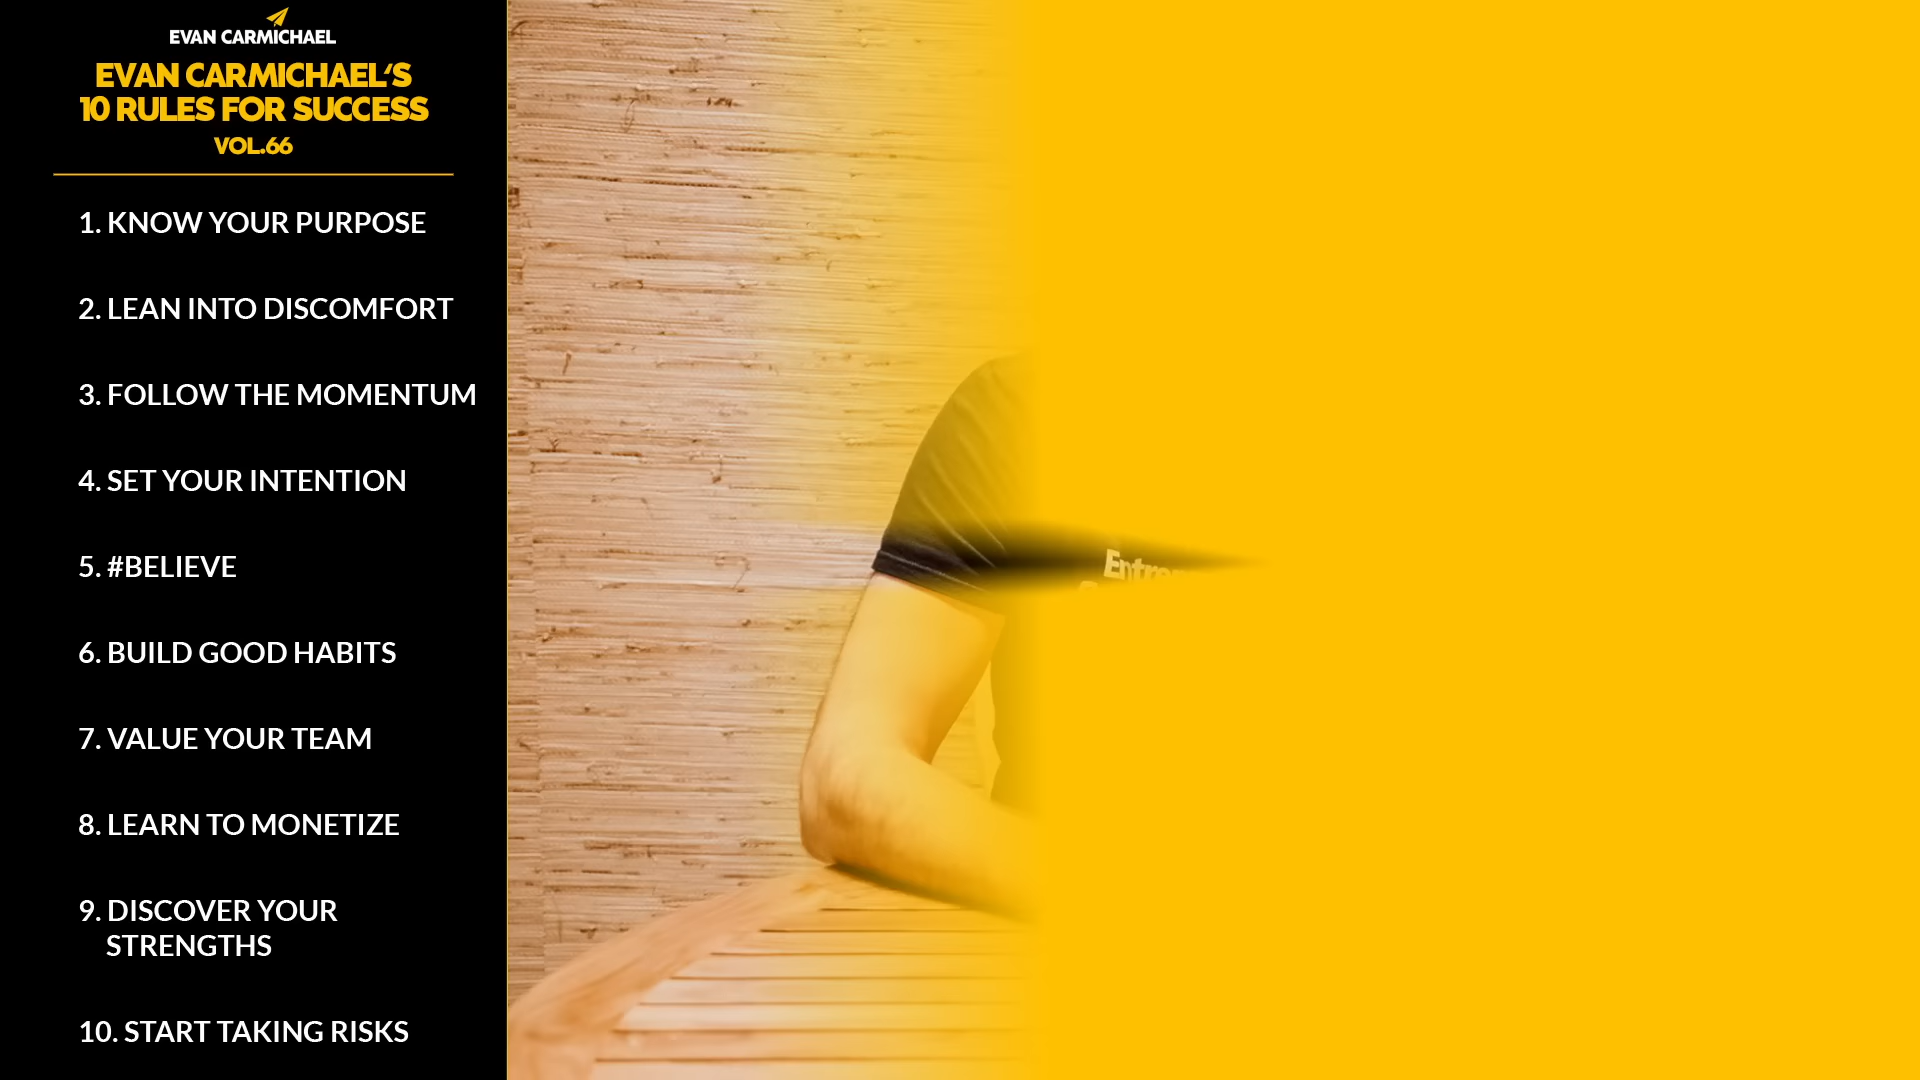 EVAN CARMICHAEL
EVAN CARMICHAEL'S
10 RULES FOR SUCCESS
VOL.66
1. KNOW YOUR PURPOSE
2. LEAN INTO DISCOMFORT
3. FOLLOW THE MOMENTUM
4. SET YOUR INTENTION
5. #BELIEVE
6. BUILD GOOD HABITS
7. VALUE YOUR TEAM
8. LEARN TO MONETIZE
9. DISCOVER YOUR
STRENGTHS
10. START TAKING RISKS